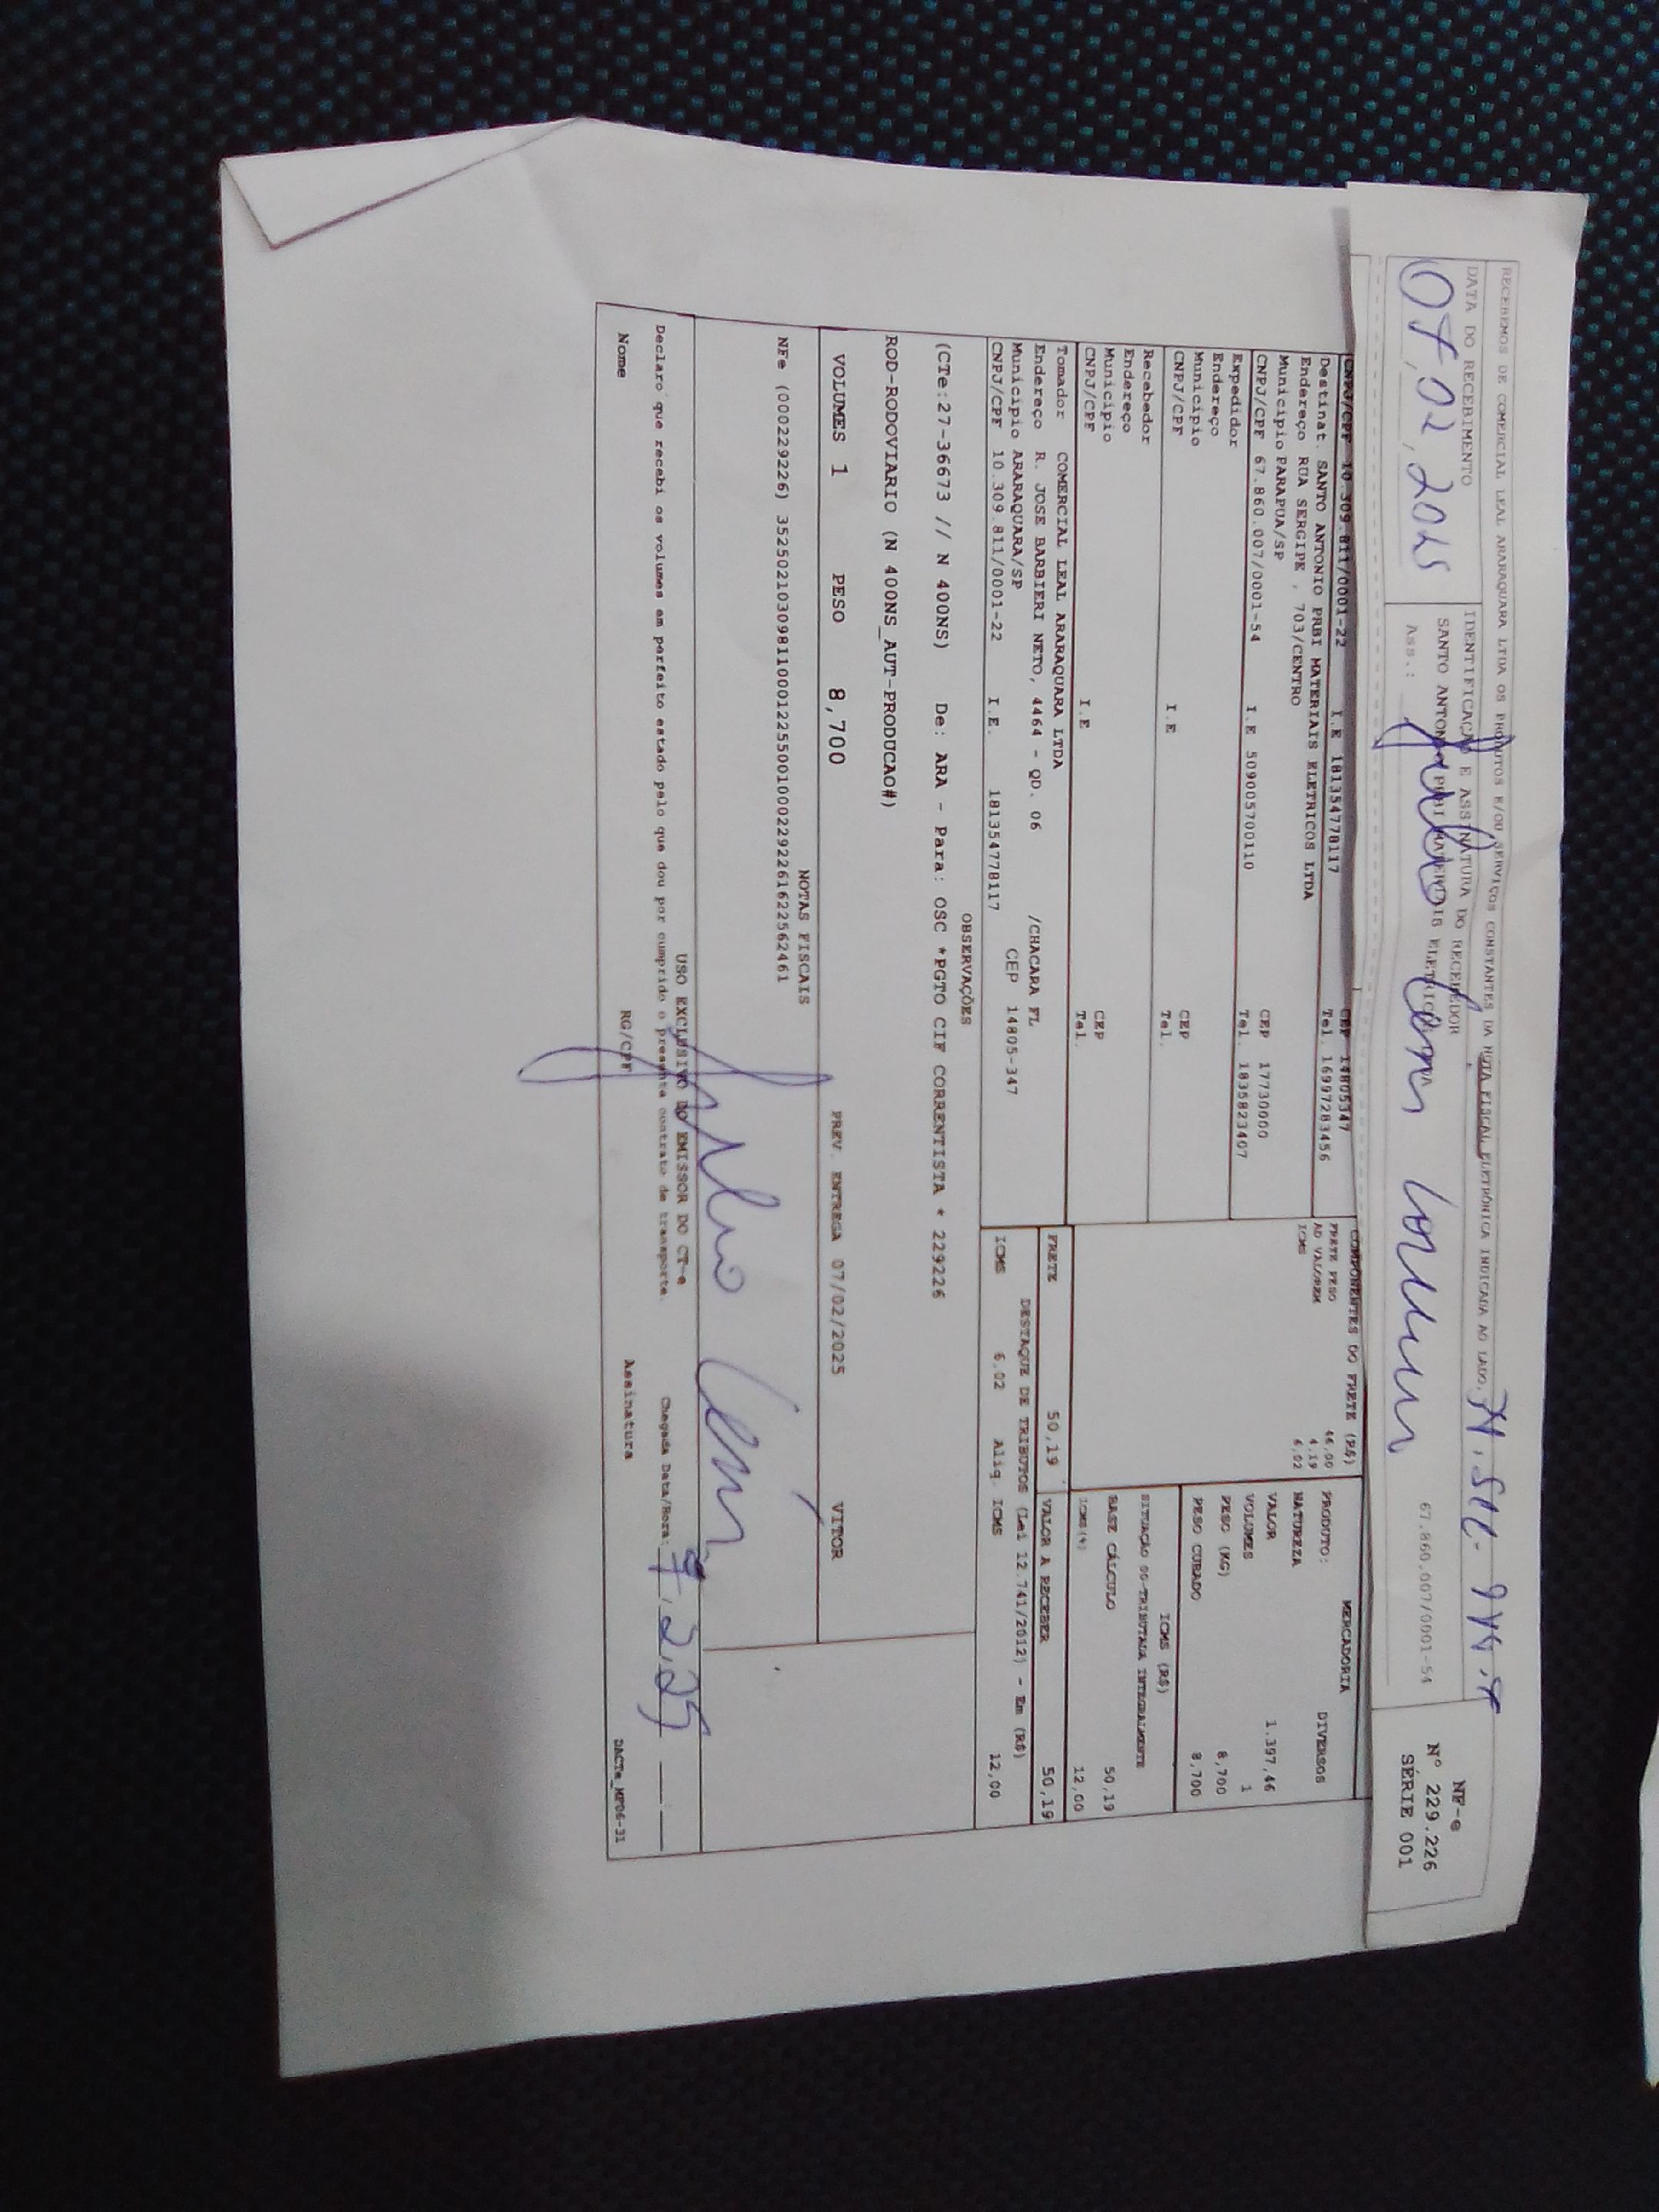 RECEBEMOS DE COMERCIAL LEAL ARARAQUARA LTDA OS PRODUTOS E/OU SERVIÇOS CONSTANTES DA NOTA FISCAL ELETRÔNICA INDICADA AO LADO.
DATA DO RECEBIMENTO
IDENTIFICAÇÃO E ASSINATURA DO RECEBEDOR
SANTO ANTONIO PRBI MATERIAIS ELETRICOS
67.860.007/0001-54
07,02,2025
Ass.:
NF-e
Nº 229.226
SÉRIE 001
CNPJ/CPF 10.309.811/0001-22 I.E 181354778117 CEP 14805347
Destinat. SANTO ANTONIO PRBI MATERIAIS ELETRICOS LTDA Tel. 16997283456
Endereço RUA SERGIPE , 703/CENTRO
Municipio PARAPUA/SP CEP 17730000
CNPJ/CPF 67.860.007/0001-54 I.E 509005700110 Tel. 1835823407
Expedidor
Endereço
Municipio CEP
CNPJ/CPF I.E Tel.
Recebedor
Endereço
Municipio CEP
CNPJ/CPF I.E Tel.
Tomador COMERCIAL LEAL ARARAQUARA LTDA
Endereço R. JOSE BARBIERI NETO, 4464 - QD. 06 /CHACARA FL
Municipio ARARAQUARA/SP CEP 14805-347
CNPJ/CPF 10.309.811/0001-22 I.E. 181354778117
COMPONENTES DO FRETE (R$)
FRETE PESO 46,00
AD VALOREM 4,19
ICMS 6,02
MERCADORIA
PRODUTO: DIVERSOS
NATUREZA
VALOR 1.397,46
VOLUMES 1
PESO (KG) 8,700
PESO CUBADO 8,700
ICMS (R$)
SITUAÇÃO 00-TRIBUTADA INTEGRALMENTE
BASE CÁLCULO 50,19
ICMS(%) 12,00
FRETE 50,19 VALOR A RECEBER 50,19
DESTAQUE DE TRIBUTOS (Lei 12.741/2012) - Em (R$)
ICMS 6.02 Aliq. ICMS 12,00
OBSERVAÇÕES
(CTe:27-36673 // N 400NS) De: ARA - Para: OSC *PGTO CIF CORRENTISTA * 229226
ROD-RODOVIARIO (N 400NS_AUT-PRODUCAO#)
VOLUMES 1 PESO 8,700 PREV. ENTREGA 07/02/2025 VITOR
NOTAS FISCAIS
NFe (000229226) 35250210309811000122550010002292261622562461
USO EXCLUSIVO DO EMISSOR DO CT-e
Declaro que recebi os volumes em perfeito estado pelo que dou por cumprido o presente contrato de transporte. Chegada Data/Hora: 7,2,25
Nome RG/CPF Assinatura DACTe_MP06-31